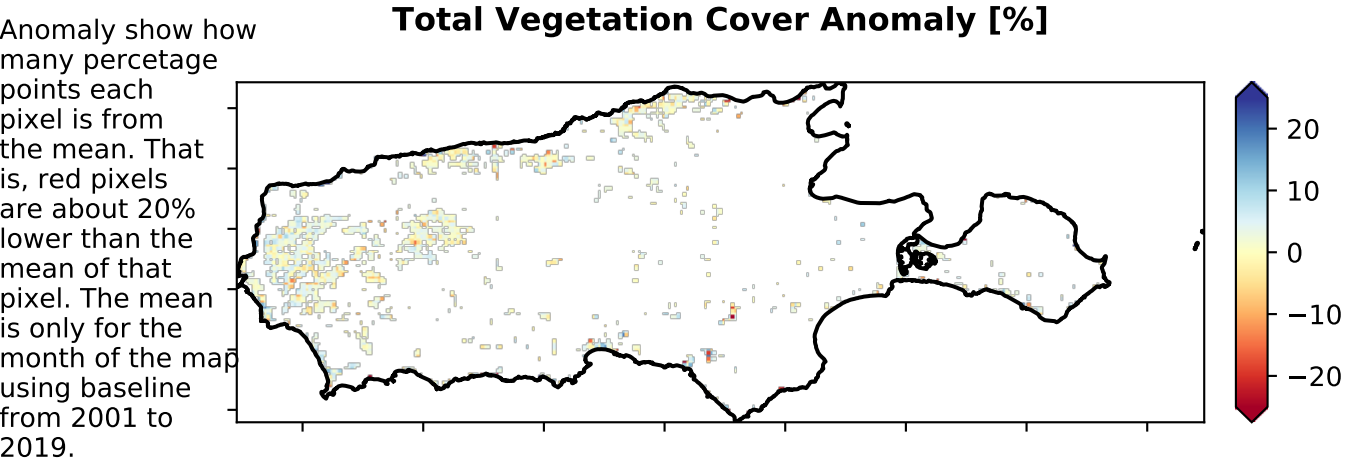 Total Vegetation Cover Anomaly [%]
Anomaly show how
many percetage
points each
pixel is from
the mean. That
is, red pixels
are about 20%
lower than the
mean of that
pixel. The mean
is only for the
month of the map
using baseline
from 2001 to
2019.
20
10
0
−10
−20